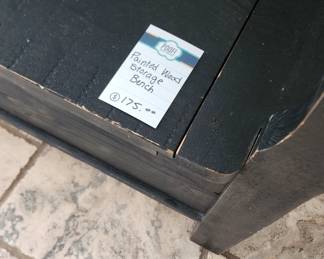 Painted Wood
Storage
Bench
$175.00